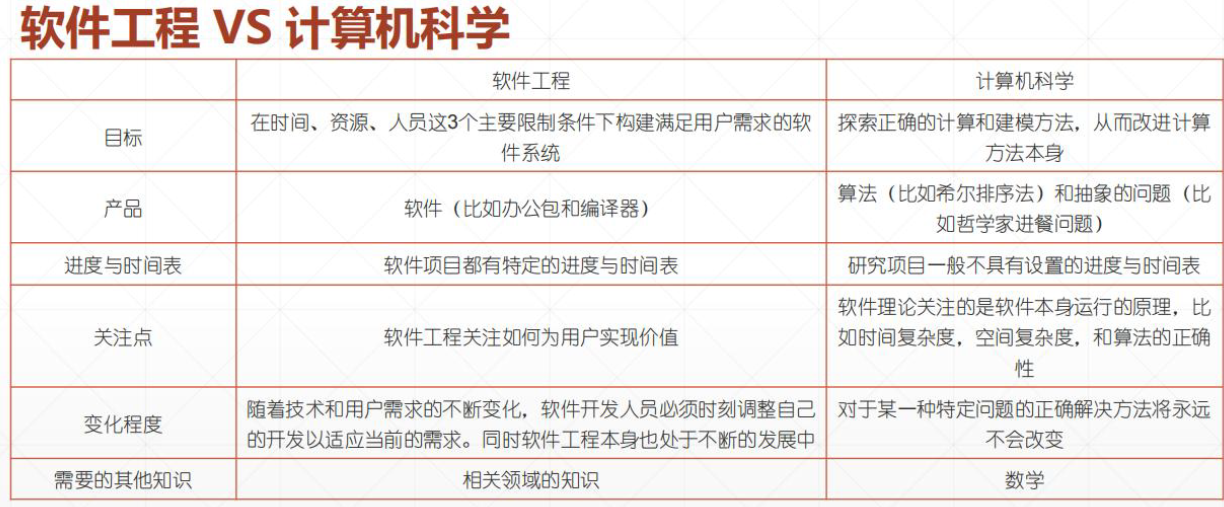 软件工程 VS 计算机科学
软件工程
计算机科学
目标
在时间、资源、人员这3个主要限制条件下构建满足用户需求的软
件系统
探索正确的计算和建模方法，从而改进计算
方法本身
产品
软件（比如办公包和编译器）
算法（比如希尔排序法）和抽象的问题（比
如哲学家进餐问题）
进度与时间表
软件项目都有特定的进度与时间表
研究项目一般不具有设置的进度与时间表
关注点
软件工程关注如何为用户实现价值
软件理论关注的是软件本身运行的原理，比
如时间复杂度，空间复杂度，和算法的正确
性
变化程度
随着技术和用户需求的不断变化，软件开发人员必须时刻调整自己
的开发以适应当前的需求。同时软件工程本身也处于不断的发展中
对于某一种特定问题的正确解决方法将永远
不会改变
需要的其他知识
相关领域的知识
数学